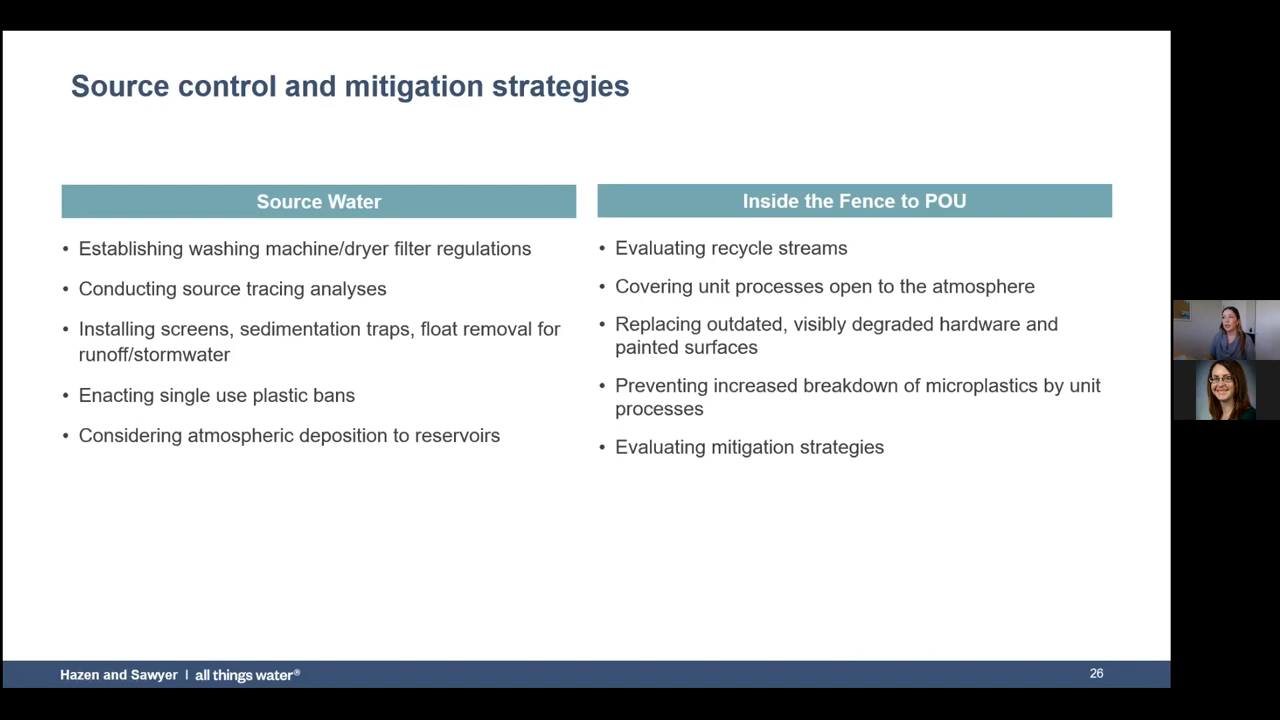 Source control and mitigation strategies
Source Water
• Establishing washing machine/dryer filter regulations
• Conducting source tracing analyses
• Installing screens, sedimentation traps, float removal for
runoff/stormwater
• Enacting single use plastic bans
• Considering atmospheric deposition to reservoirs
Inside the Fence to POU
• Evaluating recycle streams
• Covering unit processes open to the atmosphere
• Replacing outdated, visibly degraded hardware and
painted surfaces
• Preventing increased breakdown of microplastics by unit
processes
• Evaluating mitigation strategies
Hazen and Sawyer | all things water®
26